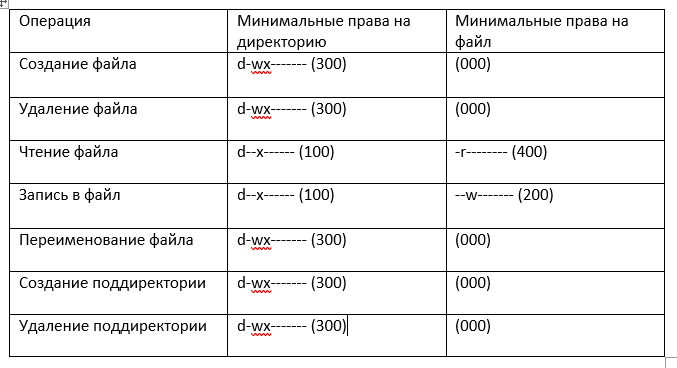 Операция Минимальные права на Минимальные права на
директорию файл
Создание файла d-wx------- (300) (000)
Удаление файла d-wx------- (300) (000)
Чтение файла d--x------ (100) -r-------- (400)
Запись в файл d--x------ (100) --w------- (200)
Переименование файла d-wx------- (300) (000)
Создание поддиректории d-wx------- (300) (000)
Удаление поддиректории d-wx------- (300) (000)